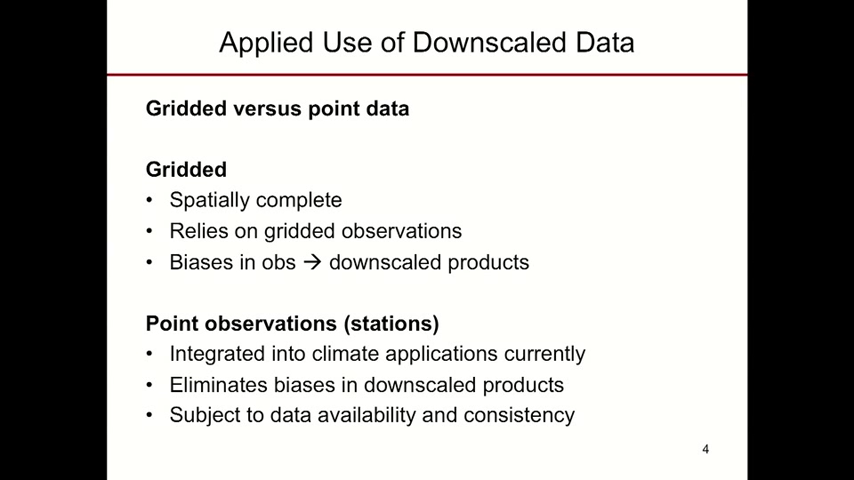 Applied Use of Downscaled Data
Gridded versus point data
Gridded
• Spatially complete
• Relies on gridded observations
• Biases in obs → downscaled products
Point observations (stations)
• Integrated into climate applications currently
• Eliminates biases in downscaled products
• Subject to data availability and consistency
4